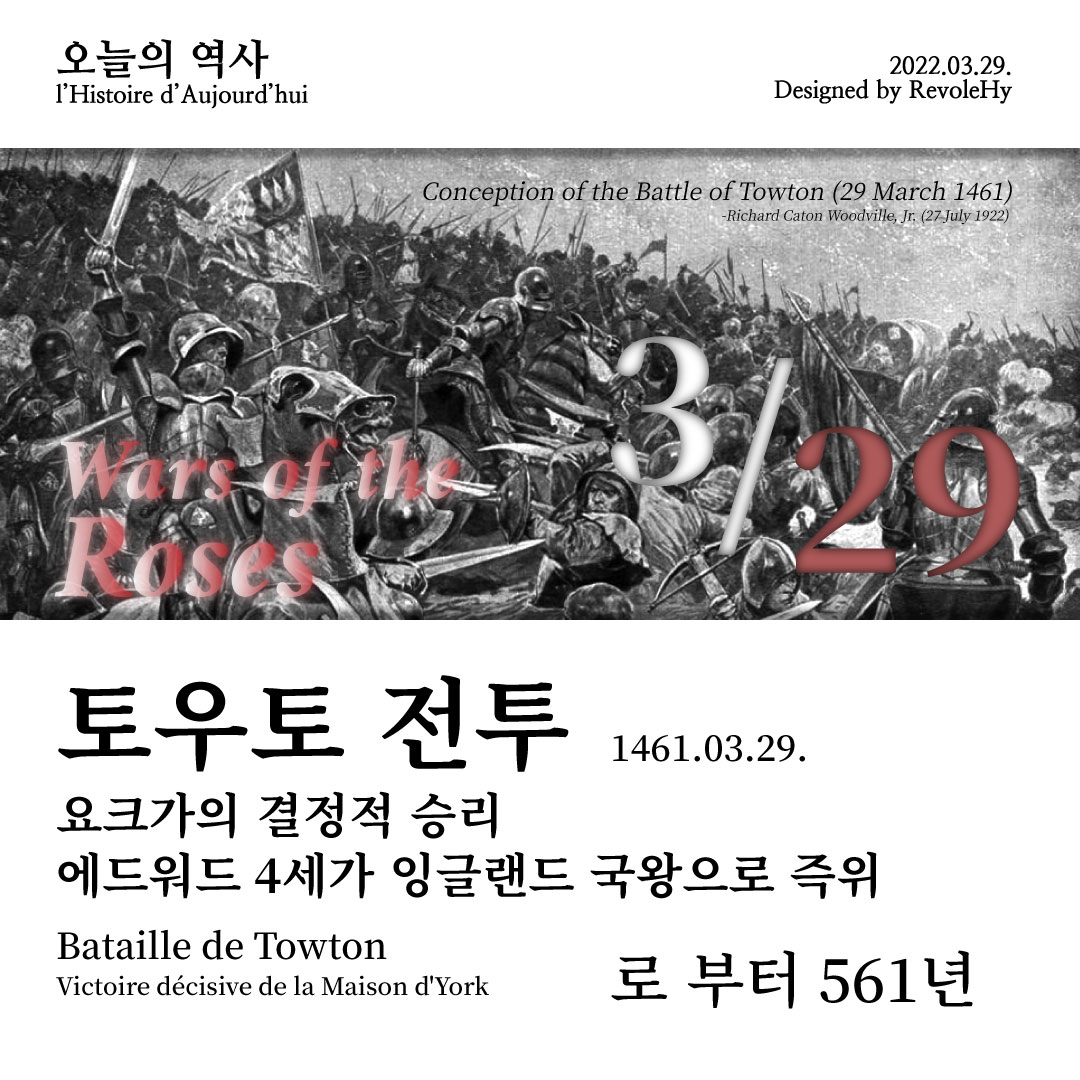 오늘의 역사
l’Histoire d’Aujourd’hui
2022.03.29.
Designed by RevoleHy
Conception of the Battle of Towton (29 March 1461)
-Richard Caton Woodville, Jr. (27 July 1922)
3/29
Wars of the
Roses
토우토 전투 1461.03.29.
요크가의 결정적 승리
에드워드 4세가 잉글랜드 국왕으로 즉위
Bataille de Towton
Victoire décisive de la Maison d'York
로 부터 561년